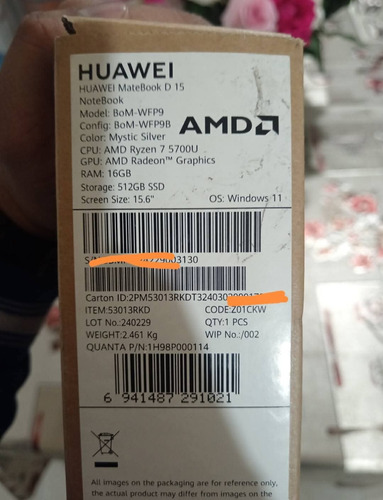 HUAWEI
HUAWEI MateBook D 15
NoteBook
Model: BoM-WFP9
Config: BoM-WFP9B
AMD
Color: Mystic Silver
CPU: AMD Ryzen 7 5700U
GPU: AMD Radeon™ Graphics
RAM: 16GB
Storage: 512GB SSD
Screen Size: 15.6" OS: Windows 11
3130
Carton ID:2PM53013RKDT3240302
ITEM:53013RKD CODE:Z01CKW
LOT No.:240229 QTY:1 PCS
WEIGHT:2.461 Kg WIP No.:/002
QUANTA P/N:1H98P000114
6 941487 291021
All images on the packaging are for reference only,
the actual product may differ from images on the